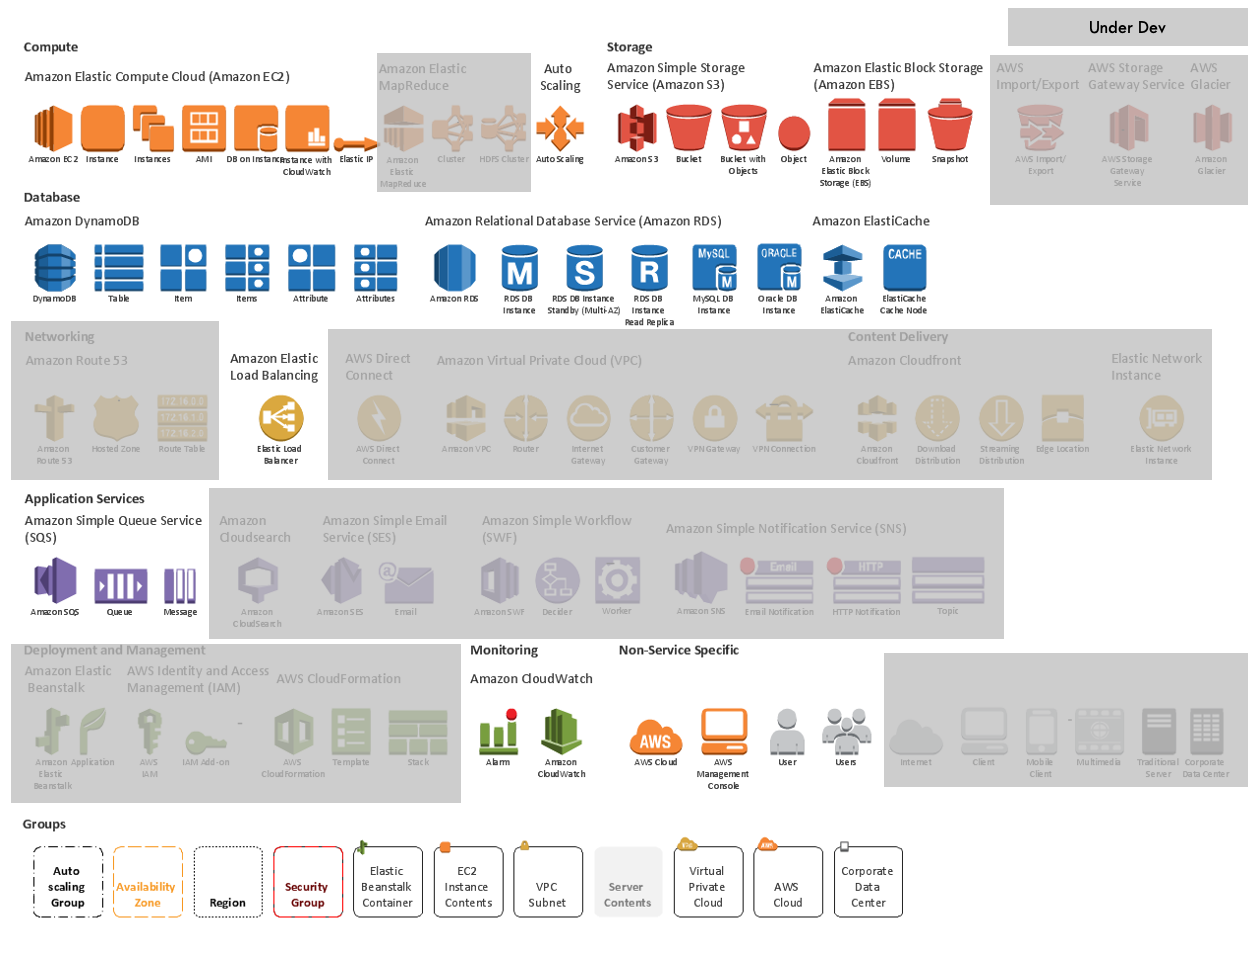 Under Dev
Compute
Storage
Amazon Elastic Compute Cloud (Amazon EC2)
Amazon Elastic
MapReduce
Auto
Scaling
Amazon Simple Storage
Service (Amazon S3)
Amazon Elastic Block Storage
(Amazon EBS)
AWS
Import/Export
AWS Storage
Gateway Service
AWS
Glacier
Amazon EC2
Instance
Instances
AMI
DB on Instance
Instance with
CloudWatch
Elastic IP
Amazon
Elastic
MapReduce
Cluster
HDFS Cluster
Auto Scaling
Amazon S3
Bucket
Bucket with
Objects
Object
Amazon
Elastic Block
Storage (EBS)
Volume
Snapshot
AWS Import/
Export
AWS Storage
Gateway
Service
Amazon
Glacier
Database
Amazon DynamoDB
Amazon Relational Database Service (Amazon RDS)
Amazon ElastiCache
MySQL
ORACLE
CACHE
M
S
R
M
M
DynamoDB
Table
Item
Items
Attribute
Attributes
Amazon RDS
RDS DB
Instance
RDS DB Instance
Standby (Multi-AZ)
RDS DB
Instance
Read Replica
MySQL DB
Instance
Oracle DB
Instance
Amazon
ElastiCache
ElastiCache
Cache Node
Networking
Content Delivery
Amazon Route 53
Amazon Elastic
Load Balancing
AWS Direct
Connect
Amazon Virtual Private Cloud (VPC)
Amazon Cloudfront
Elastic Network
Instance
Amazon
Route 53
Hosted Zone
Route Table
Elastic Load
Balancer
AWS Direct
Connect
Amazon VPC
Router
Internet
Gateway
Customer
Gateway
VPN Gateway
VPN Connection
Amazon
Cloudfront
Download
Distribution
Streaming
Distribution
Edge Location
Elastic Network
Instance
Application Services
Amazon Simple Queue Service
(SQS)
Amazon
Cloudsearch
Amazon Simple Email
Service (SES)
Amazon Simple Workflow
(SWF)
Amazon Simple Notification Service (SNS)
@
Email
HTTP
Amazon SQS
Queue
Message
Amazon
CloudSearch
Amazon SES
Email
Amazon SWF
Decider
Worker
Amazon SNS
Email Notification
HTTP Notification
Topic
Deployment and Management
Monitoring
Non-Service Specific
Amazon Elastic
Beanstalk
AWS Identity and Access
Management (IAM)
AWS CloudFormation
Amazon CloudWatch
AWS
Amazon
Elastic
Beanstalk
Application
AWS
IAM
IAM Add-on
AWS
CloudFormation
Template
Stack
Alarm
Amazon
CloudWatch
AWS Cloud
AWS
Management
Console
User
Users
Internet
Client
Mobile
Client
Multimedia
Traditional
Server
Corporate
Data Center
Groups
Auto
scaling
Group
Availability
Zone
Region
Security
Group
Elastic
Beanstalk
Container
EC2
Instance
Contents
VPC
Subnet
Server
Contents
Virtual
Private
Cloud
AWS
Cloud
Corporate
Data
Center